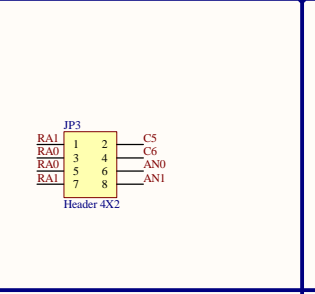 JP3
RA1 1 2 C5
RA0 3 4 C6
RA0 5 6 AN0
RA1 7 8 AN1
Header 4X2